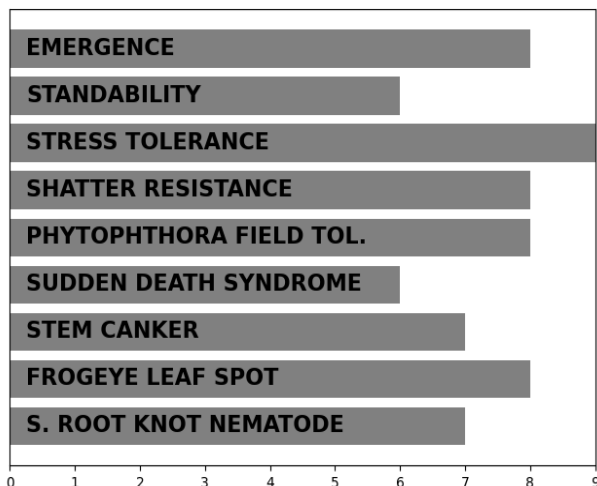 EMERGENCE
STANDABILITY
STRESS TOLERANCE
SHATTER RESISTANCE
PHYTOPHTHORA FIELD TOL.
SUDDEN DEATH SYNDROME
STEM CANKER
FROGEYE LEAF SPOT
S. ROOT KNOT NEMATODE
0 1 2 3 4 5 6 7 8 9